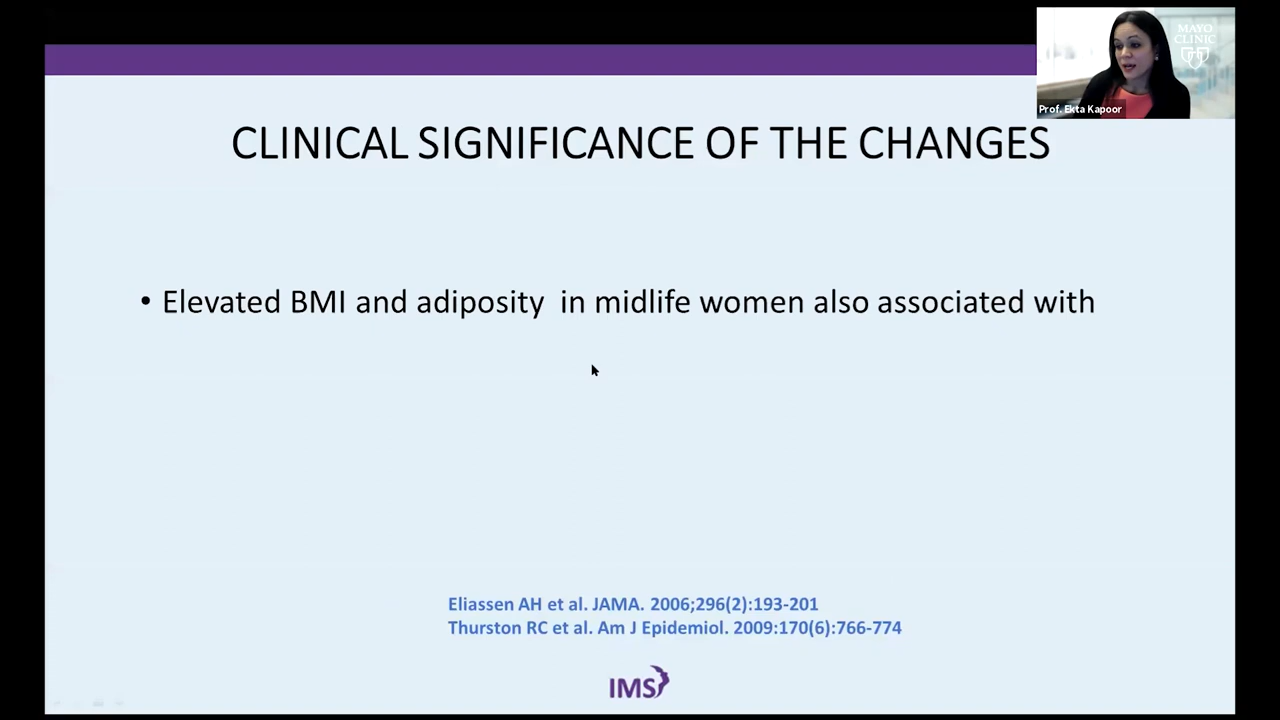 MAYO
CLINIC
Prof. Ekta Kapoor
CLINICAL SIGNIFICANCE OF THE CHANGES
• Elevated BMI and adiposity  in midlife women also associated with
Eliassen AH et al. JAMA. 2006;296(2):193-201
Thurston RC et al. Am J Epidemiol. 2009:170(6):766-774
IMS